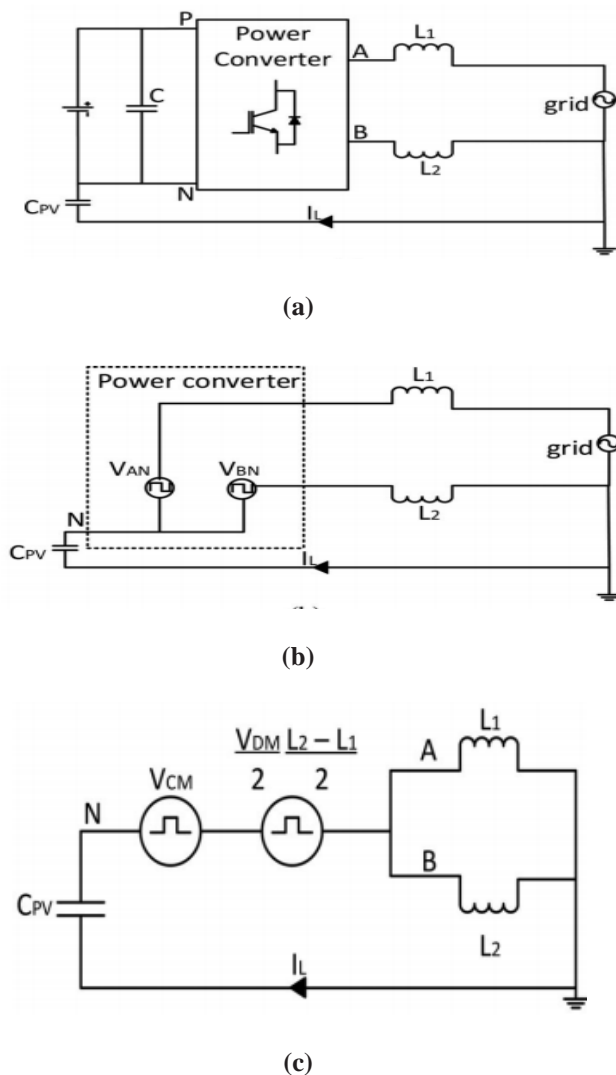 P
Power
Converter
A
L1
C
grid
B
L2
N
CPV
IL
(a)
Power converter
L1
grid
VAN
VBN
N
L2
CPV
IL
(b)
VDM L2 – L1
2 2
L1
A
VCM
N
B
CPV
L2
IL
(c)